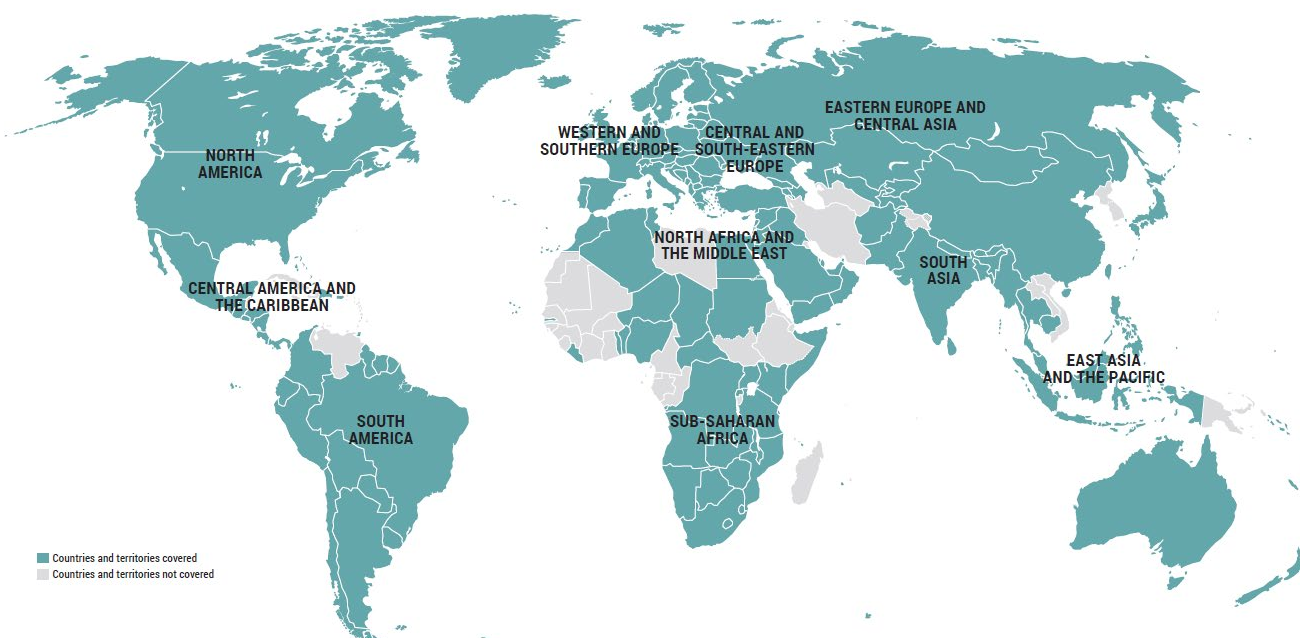 EASTERN EUROPE AND
CENTRAL ASIA
WESTERN AND
SOUTHERN EUROPE
CENTRAL AND
SOUTH-EASTERN
EUROPE
NORTH
AMERICA
NORTH AFRICA AND
THE MIDDLE EAST
SOUTH
ASIA
CENTRAL AMERICA AND
THE CARIBBEAN
EAST ASIA
AND THE PACIFIC
SOUTH
AMERICA
SUB-SAHARAN
AFRICA
Countries and territories covered
Countries and territories not covered